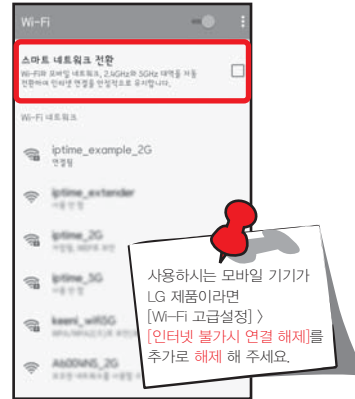 Wi-Fi
스마트 네트워크 전환
Wi-Fi와 모바일 네트워크, 2.4GHz와 5GHz 대역을 자동
전환하여 인터넷 연결을 안정적으로 유지합니다.
Wi-Fi 네트워크
iptime_example_2G
연결됨
iptime_extender
iptime_2G
iptime_5G
사용하시는 모바일 기기가
LG 제품이라면
[Wi-Fi 고급설정] 〉
[인터넷 불가시 연결 해제]를
추가로 해제 해 주세요.